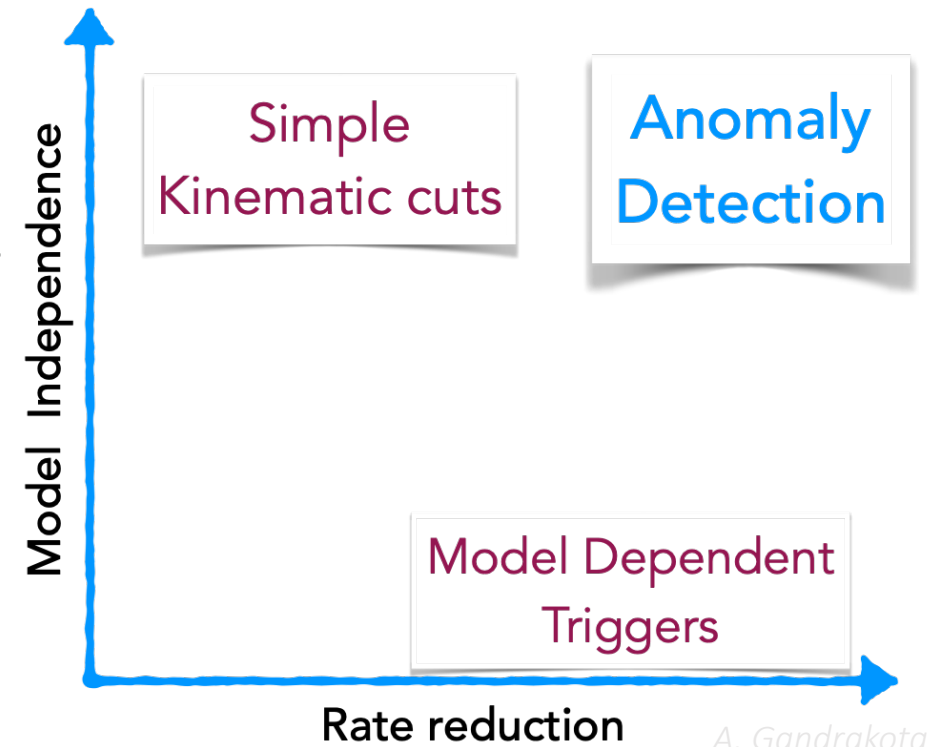 Model Independence
Simple
Kinematic cuts
Anomaly
Detection
Model Dependent
Triggers
Rate reduction
A. Gandrakota